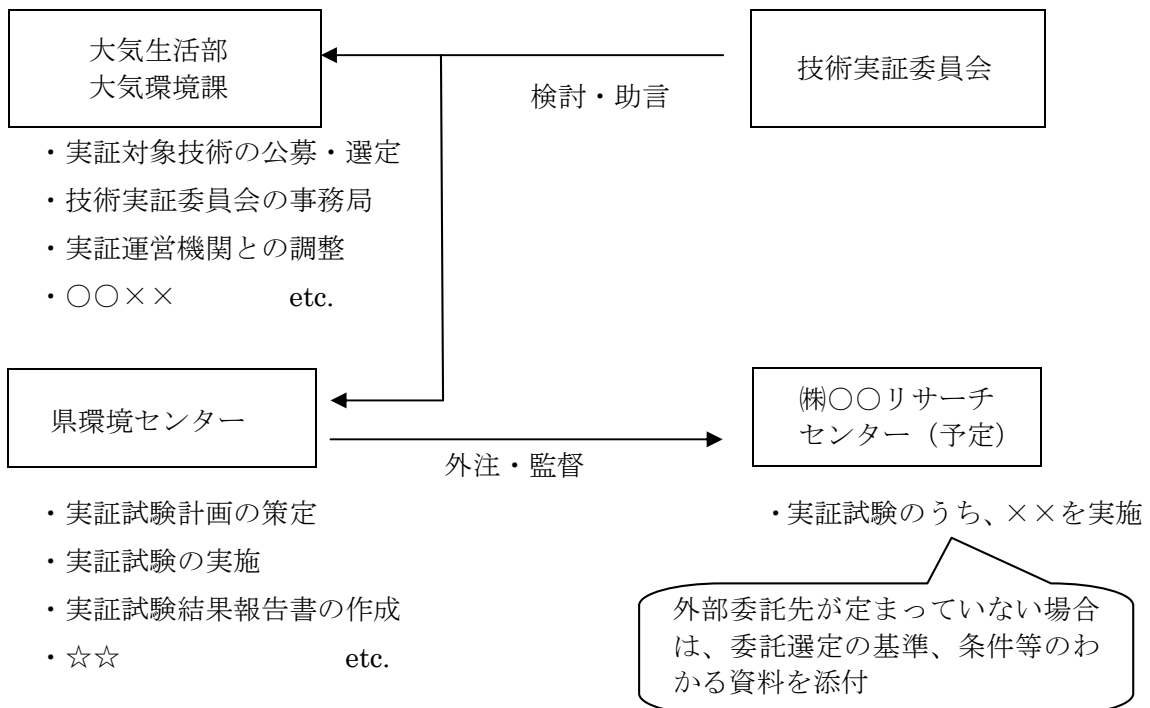 大気生活部
大気環境課
技術実証委員会
検討・助言
・実証対象技術の公募・選定
・技術実証委員会の事務局
・実証運営機関との調整
・○○×× etc.
県環境センター
㈱○○リサーチ
センター（予定）
外注・監督
・実証試験計画の策定
・実証試験の実施
・実証試験結果報告書の作成
・☆☆ etc.
・実証試験のうち、××を実施
外部委託先が定まっていない場合
は、委託選定の基準、条件等のわ
かる資料を添付